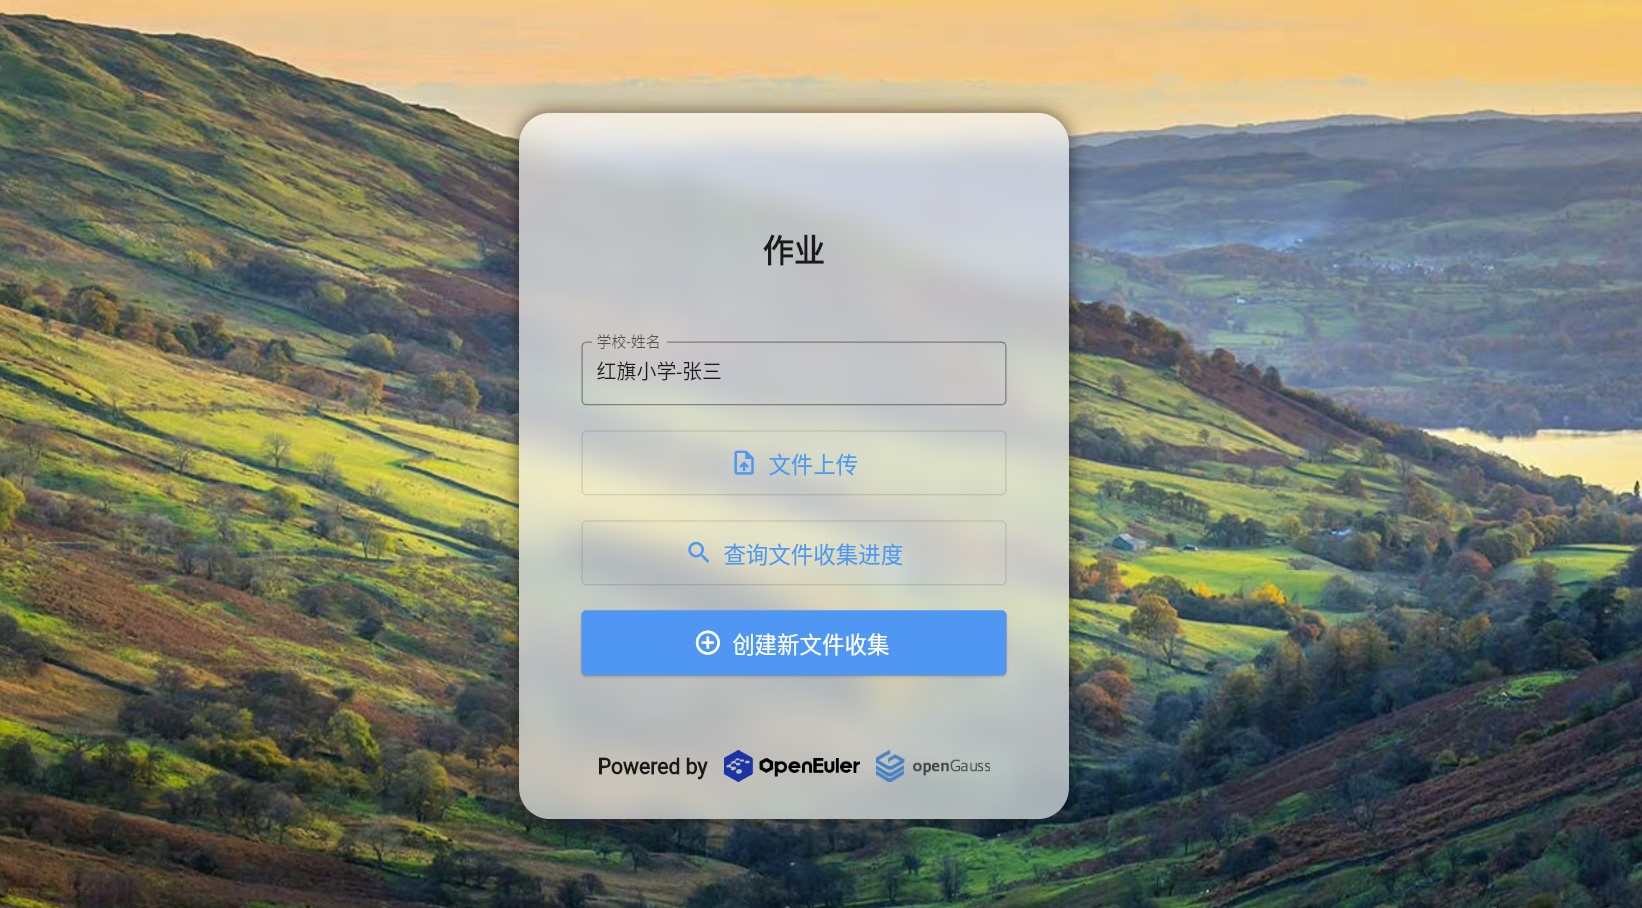 作业
学校-姓名
红旗小学-张三
文件上传
查询文件收集进度
创建新文件收集
Powered by OpenEuler openGauss